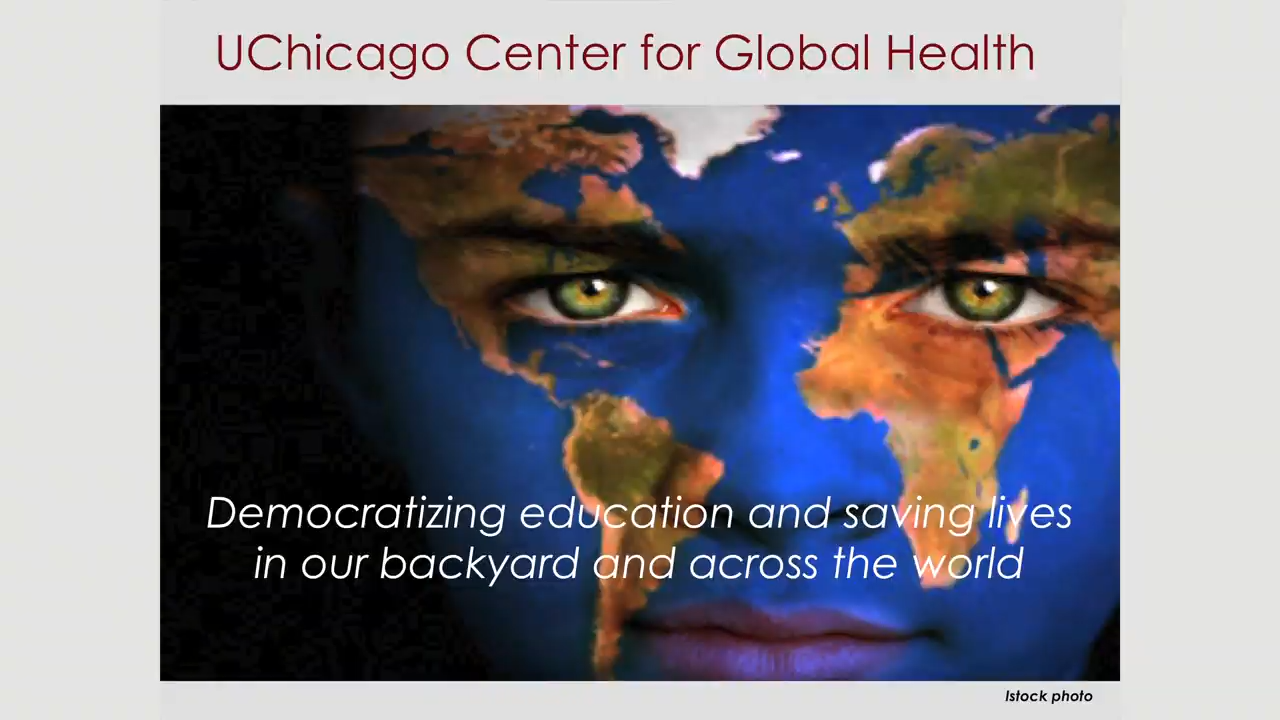 UChicago Center for Global Health
Democratizing education and saving lives
in our backyard and across the world
Istock photo